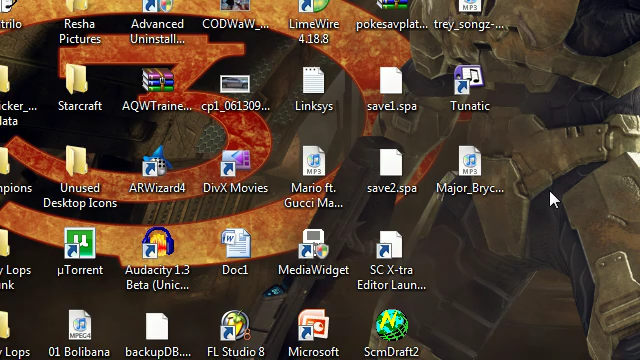 trilo
Resha
Pictures
Advanced
Uninstall...
CODWaW_...
LimeWire
4.18.8
pokesavplat...
trey_songz-...
MP3
icker_...
lata
Starcraft
AQWTraine...
cp1_061309...
Linksys
save1.spa
Tunatic
npions
Unused
Desktop Icons
ARWizard4
DivX Movies
MP3
Mario ft.
Gucci Ma...
save2.spa
MP3
Major_Bryc...
y Lops
nk
µTorrent
Audacity 1.3
Beta (Unic...
Doc1
MediaWidget
SC X-tra
Editor Laun...
y Lops
MPEG4
01 Bolibana
backupDB....
FL Studio 8
Microsoft
ScmDraft2